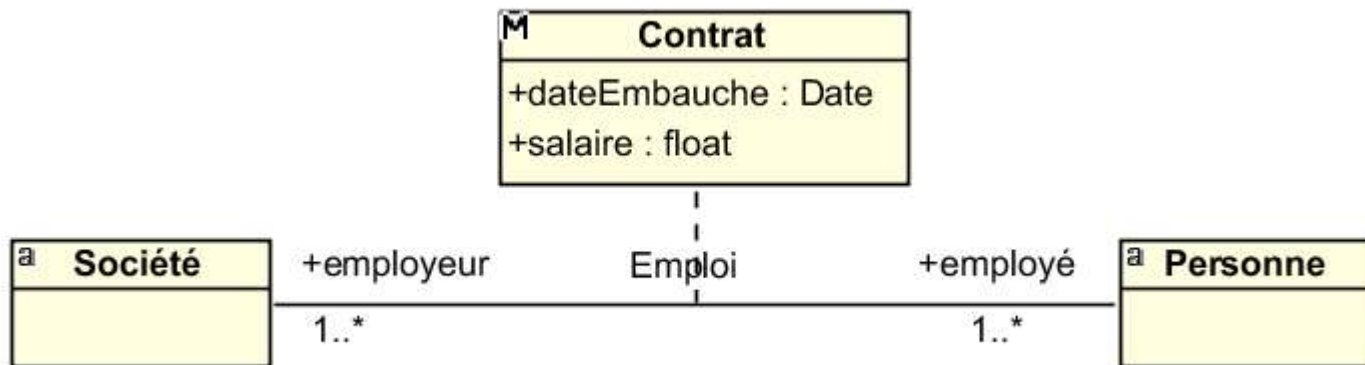 M
Contrat
+dateEmbauche : Date
+salaire : float
a Société
+employeur
Emploi
+employé
a Personne
1..*
1..*